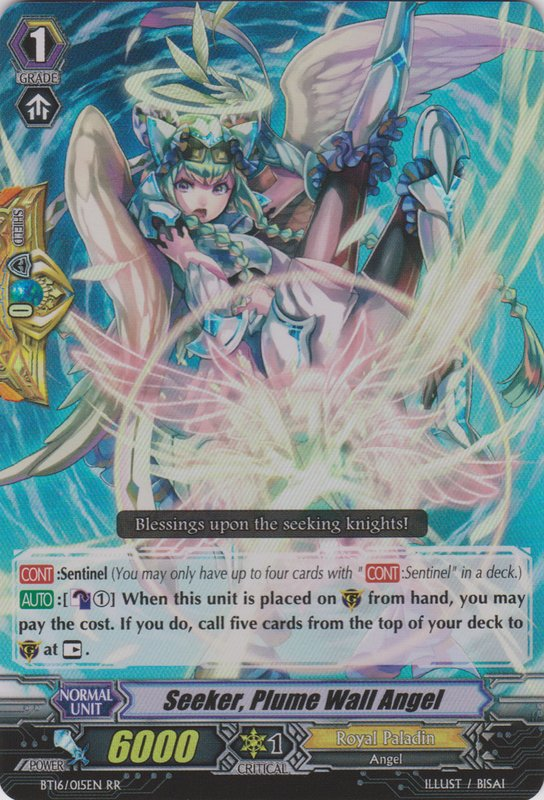 1
GRADE
SHIELD
0
Blessings upon the seeking knights!
CONT:Sentinel (You may only have up to four cards with "CONT:Sentinel" in a deck.)
AUTO:[①] When this unit is placed on G from hand, you may
pay the cost. If you do, call five cards from the top of your deck to
G at .
NORMAL
UNIT
Seeker, Plume Wall Angel
POWER
6000
1
CRITICAL
Royal Paladin
Angel
BT16/015EN RR
ILLUST / BISAI